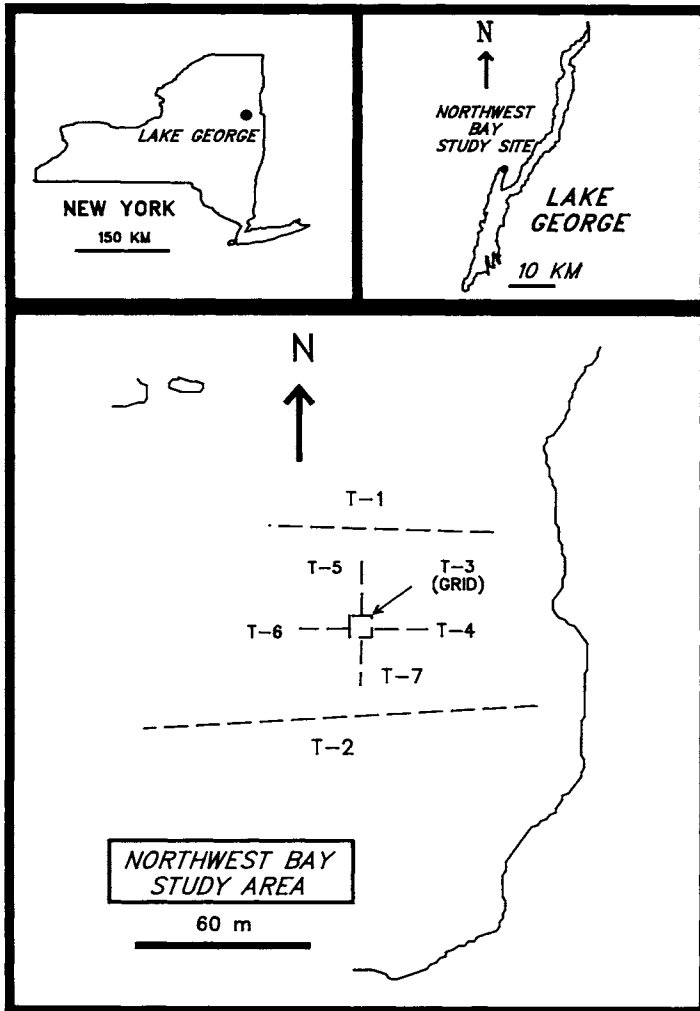 LAKE GEORGE
NEW YORK
150 KM
N
NORTHWEST
BAY
STUDY SITE
LAKE
GEORGE
10 KM
N
T-1
T-5
T-3
(GRID)
T-6
T-4
T-7
T-2
NORTHWEST BAY
STUDY AREA
60 m